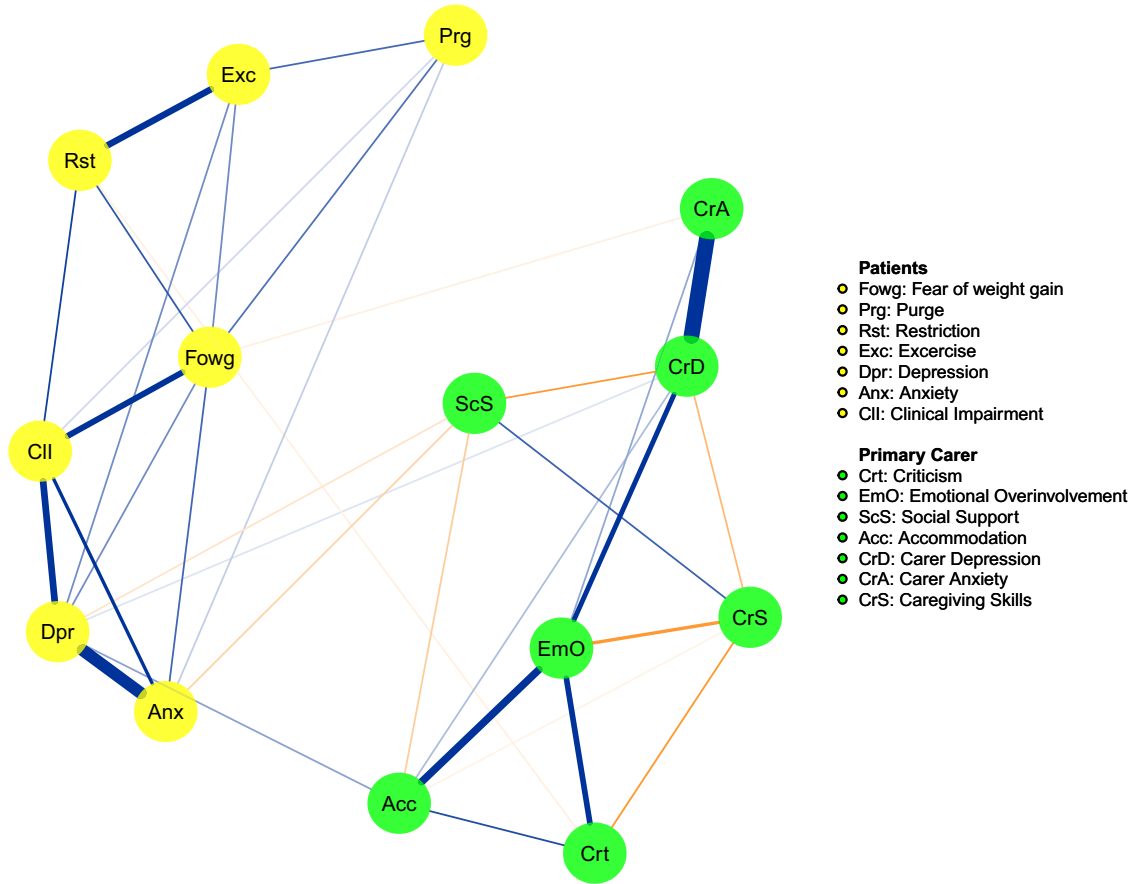 Prg
Exc
Rst
CrA
Fowg
CrD
ScS
ClI
CrS
Dpr
EmO
Anx
Acc
Crt
Patients
Fowg: Fear of weight gain
Prg: Purge
Rst: Restriction
Exc: Excercise
Dpr: Depression
Anx: Anxiety
ClI: Clinical Impairment
Primary Carer
Crt: Criticism
EmO: Emotional Overinvolvement
ScS: Social Support
Acc: Accommodation
CrD: Carer Depression
CrA: Carer Anxiety
CrS: Caregiving Skills